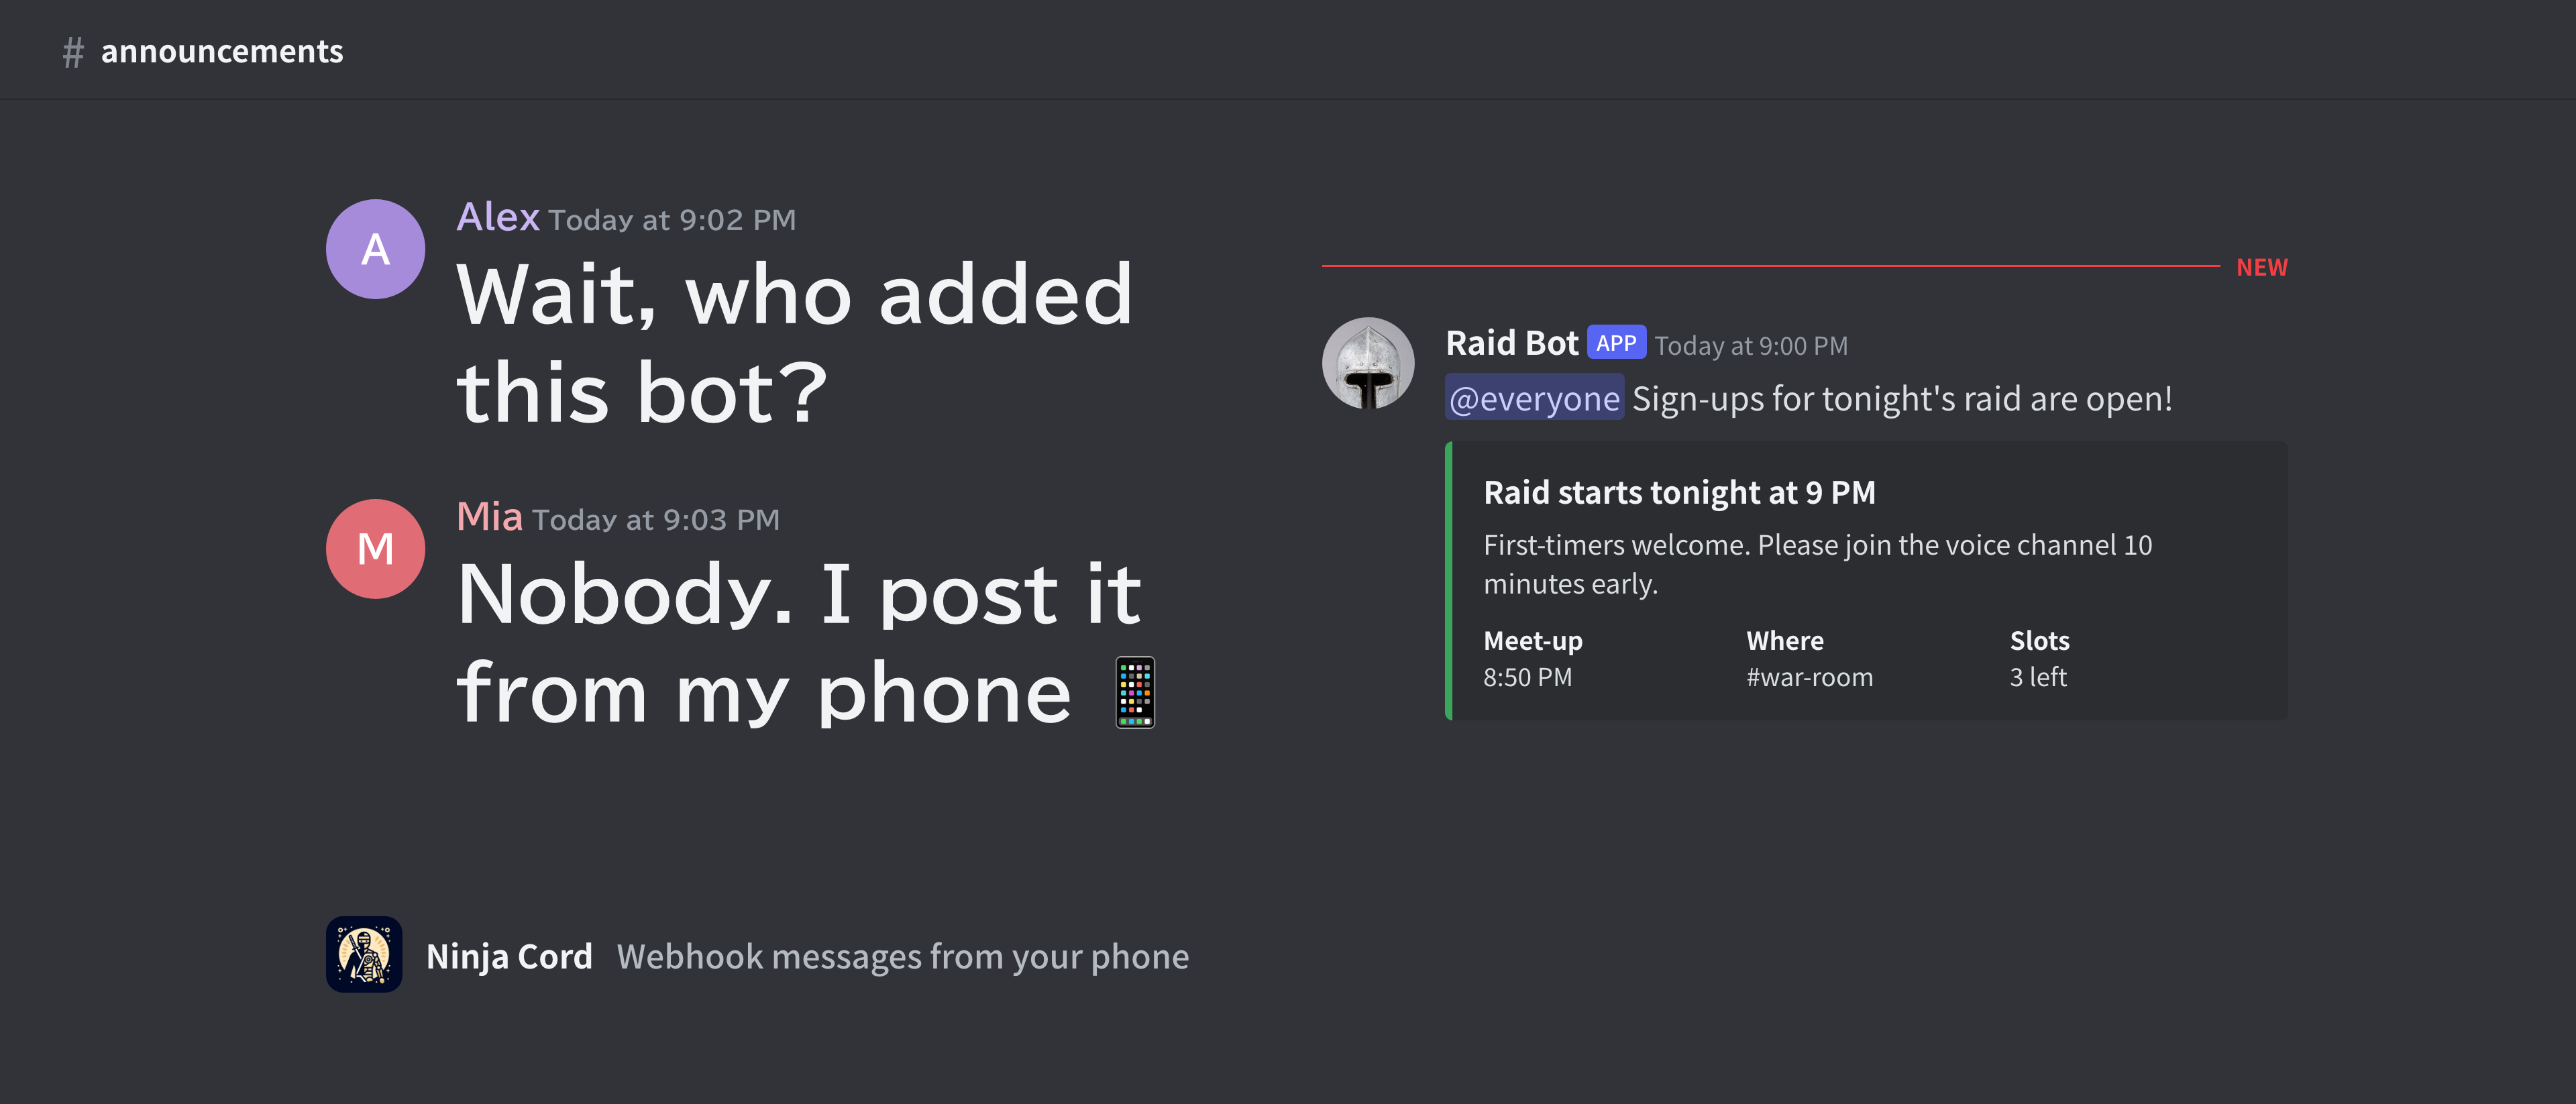 # announcements
A
Alex Today at 9:02 PM
Wait, who added
this bot?
M
Mia Today at 9:03 PM
Nobody. I post it
from my phone 📱
NEW
Raid Bot APP Today at 9:00 PM
@everyone Sign-ups for tonight's raid are open!
Raid starts tonight at 9 PM
First-timers welcome. Please join the voice channel 10
minutes early.
Meet-up Where Slots
8:50 PM #war-room 3 left
Ninja Cord Webhook messages from your phone